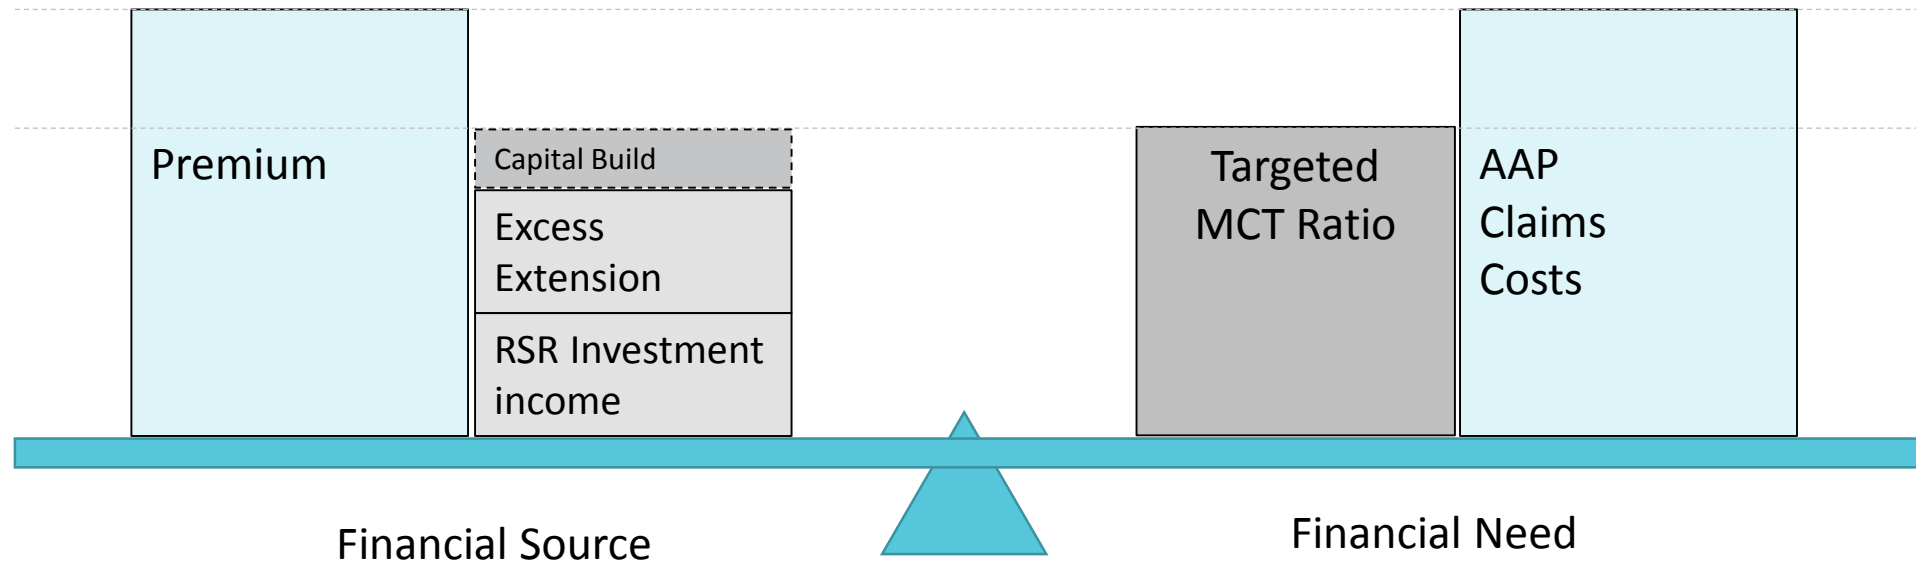 Premium
Capital Build
Excess
Extension
RSR Investment
income
Targeted
MCT Ratio
AAP
Claims
Costs
Financial Source
Financial Need